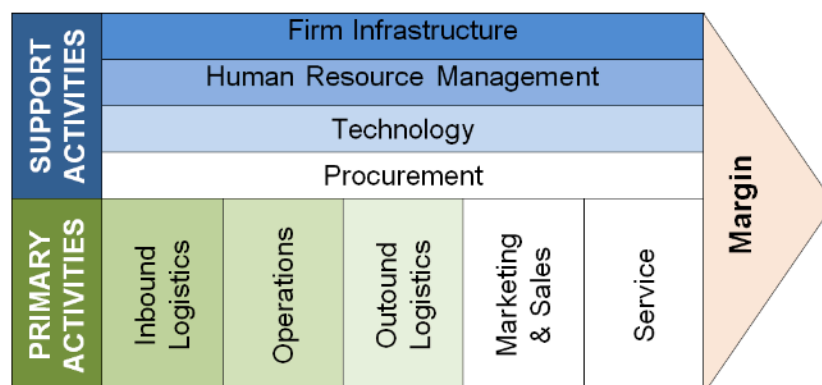 SUPPORT
ACTIVITIES
Firm Infrastructure
Human Resource Management
Technology
Procurement
PRIMARY
ACTIVITIES
Inbound
Logistics
Operations
Outound
Logistics
Marketing
& Sales
Service
Margin